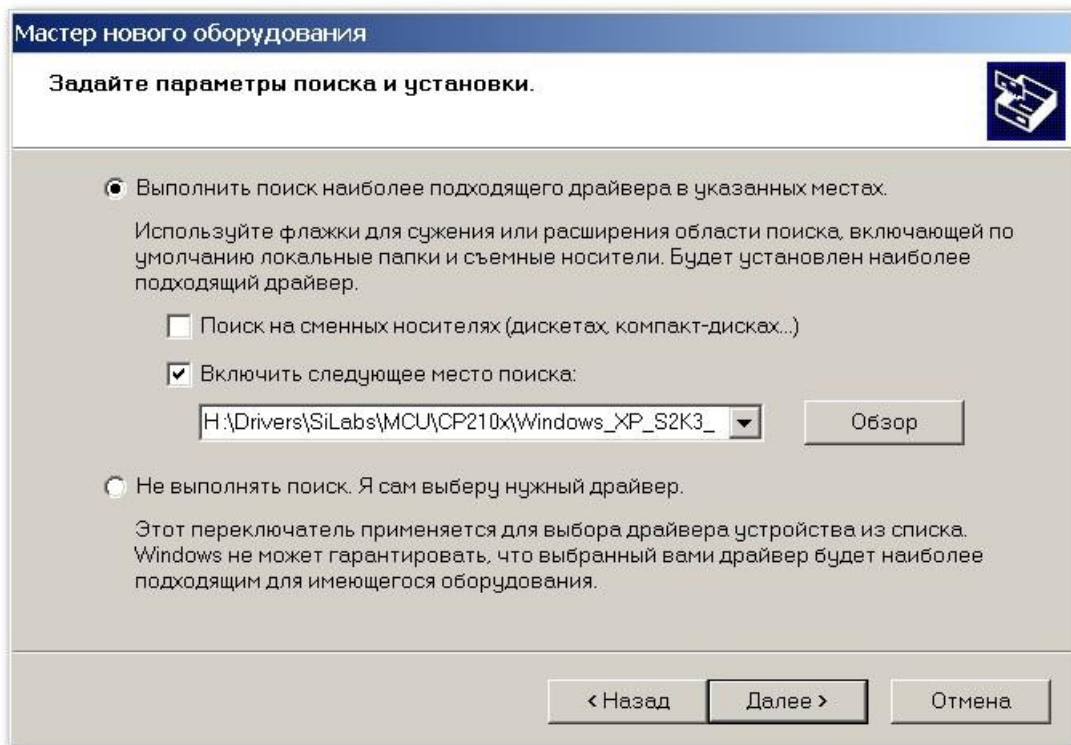 Мастер нового оборудования
Задайте параметры поиска и установки.
Выполнить поиск наиболее подходящего драйвера в указанных местах.
Используйте флажки для сужения или расширения области поиска, включающей по
умолчанию локальные папки и съемные носители. Будет установлен наиболее
подходящий драйвер.
Поиск на сменных носителях (дискетах, компакт-дисках...)
Включить следующее место поиска:
H:\Drivers\SiLabs\MCU\CP210x\Windows_XP_S2K3_
Обзор
Не выполнять поиск. Я сам выберу нужный драйвер.
Этот переключатель применяется для выбора драйвера устройства из списка.
Windows не может гарантировать, что выбранный вами драйвер будет наиболее
подходящим для имеющегося оборудования.
< Назад
Далее >
Отмена